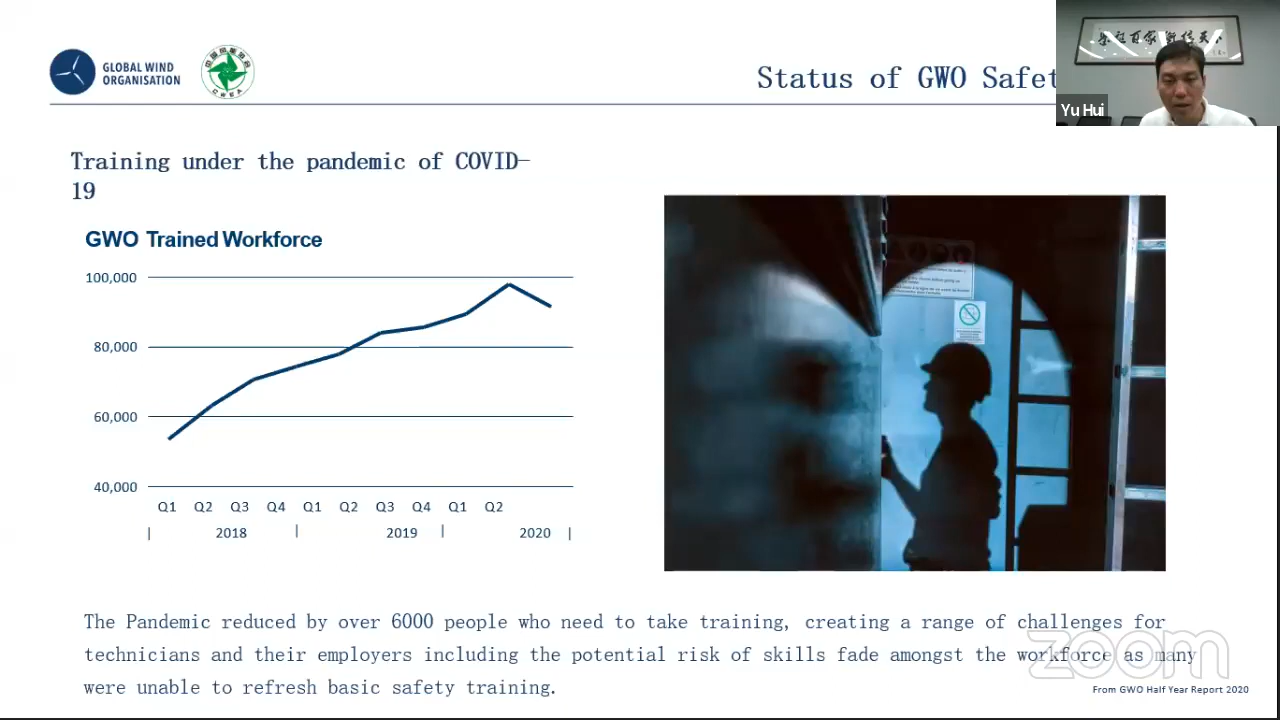 GLOBAL WIND
ORGANISATION
CWEA
Status of GWO Safet
Yu Hui
Training under the pandemic of COVID-
19
GWO Trained Workforce
100,000
80,000
60,000
40,000
Q1 Q2 Q3 Q4 Q1 Q2 Q3 Q4 Q1 Q2
| 2018 | 2019 | 2020 |
The Pandemic reduced by over 6000 people who need to take training, creating a range of challenges for
technicians and their employers including the potential risk of skills fade amongst the workforce as many
were unable to refresh basic safety training.
zoom
From GWO Half Year Report 2020